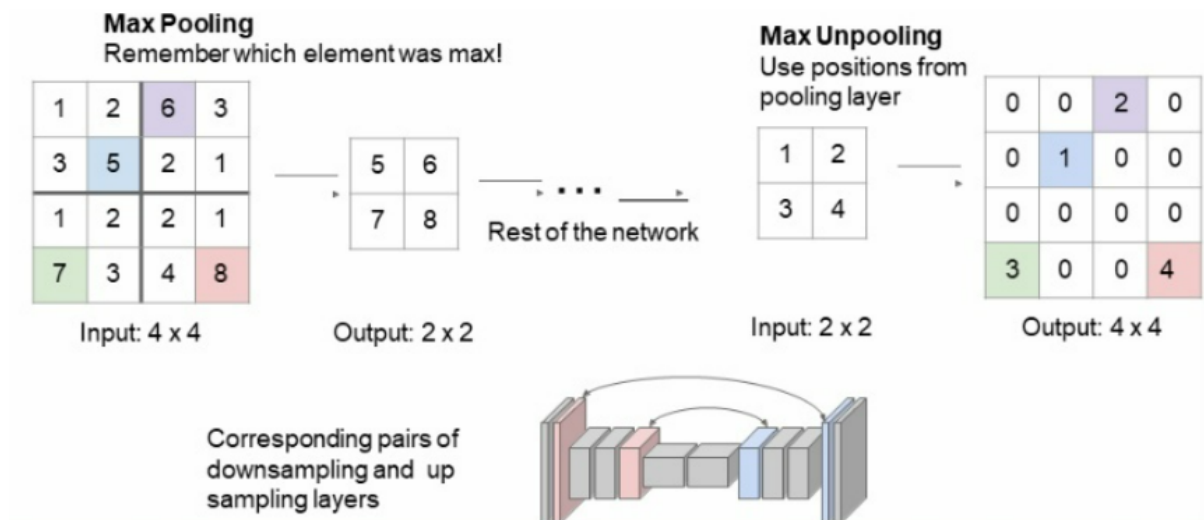 Max Pooling
Remember which element was max!
1 2 6 3
3 5 2 1
1 2 2 1
7 3 4 8
Input: 4 x 4
5 6
7 8
Output: 2 x 2
...
Rest of the network
Max Unpooling
Use positions from
pooling layer
1 2
3 4
Input: 2 x 2
0 0 2 0
0 1 0 0
0 0 0 0
3 0 0 4
Output: 4 x 4
Corresponding pairs of
downsampling and up
sampling layers